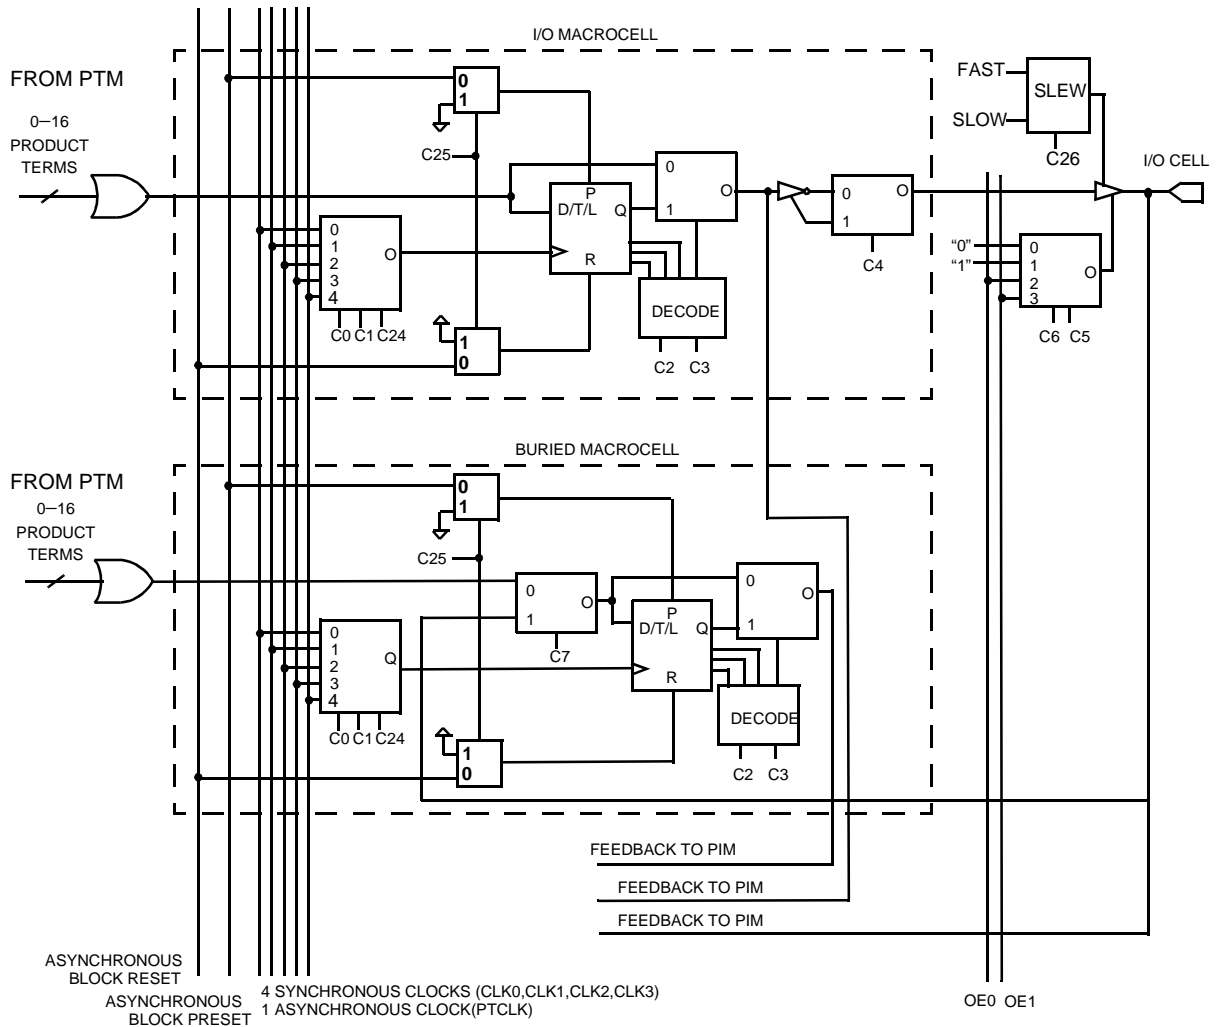 I/O MACROCELL
FROM PTM
0–16
PRODUCT
TERMS
0
1
C25
0
1
2
3
4
O
C0 C1 C24
P
D/T/L
Q
R
1
0
0
1
O
DECODE
C2 C3
0
1
O
C4
FAST
SLOW
SLEW
C26
I/O CELL
“0”
“1”
0
1
2
3
O
C6 C5
BURIED MACROCELL
FROM PTM
0–16
PRODUCT
TERMS
0
1
C25
0
1
O
C7
0
1
2
3
4
Q
C0 C1 C24
P
D/T/L
Q
R
1
0
0
1
O
DECODE
C2 C3
FEEDBACK TO PIM
FEEDBACK TO PIM
FEEDBACK TO PIM
ASYNCHRONOUS
BLOCK RESET
ASYNCHRONOUS
BLOCK PRESET
4 SYNCHRONOUS CLOCKS (CLK0,CLK1,CLK2,CLK3)
1 ASYNCHRONOUS CLOCK(PTCLK)
OE0 OE1